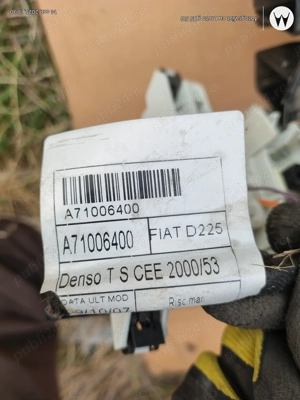 A71006400
A71006400
FIAT D225
Denso T S CEE 2000/53
DATA ULT MOD
Risc mar